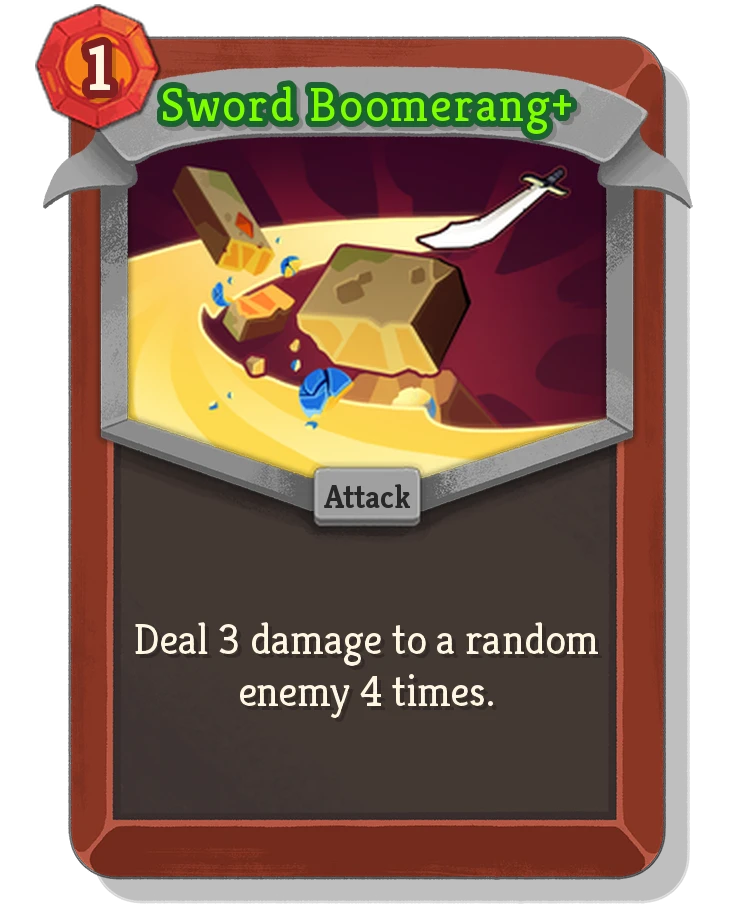 1
Sword Boomerang+
Attack
Deal 3 damage to a random
enemy 4 times.